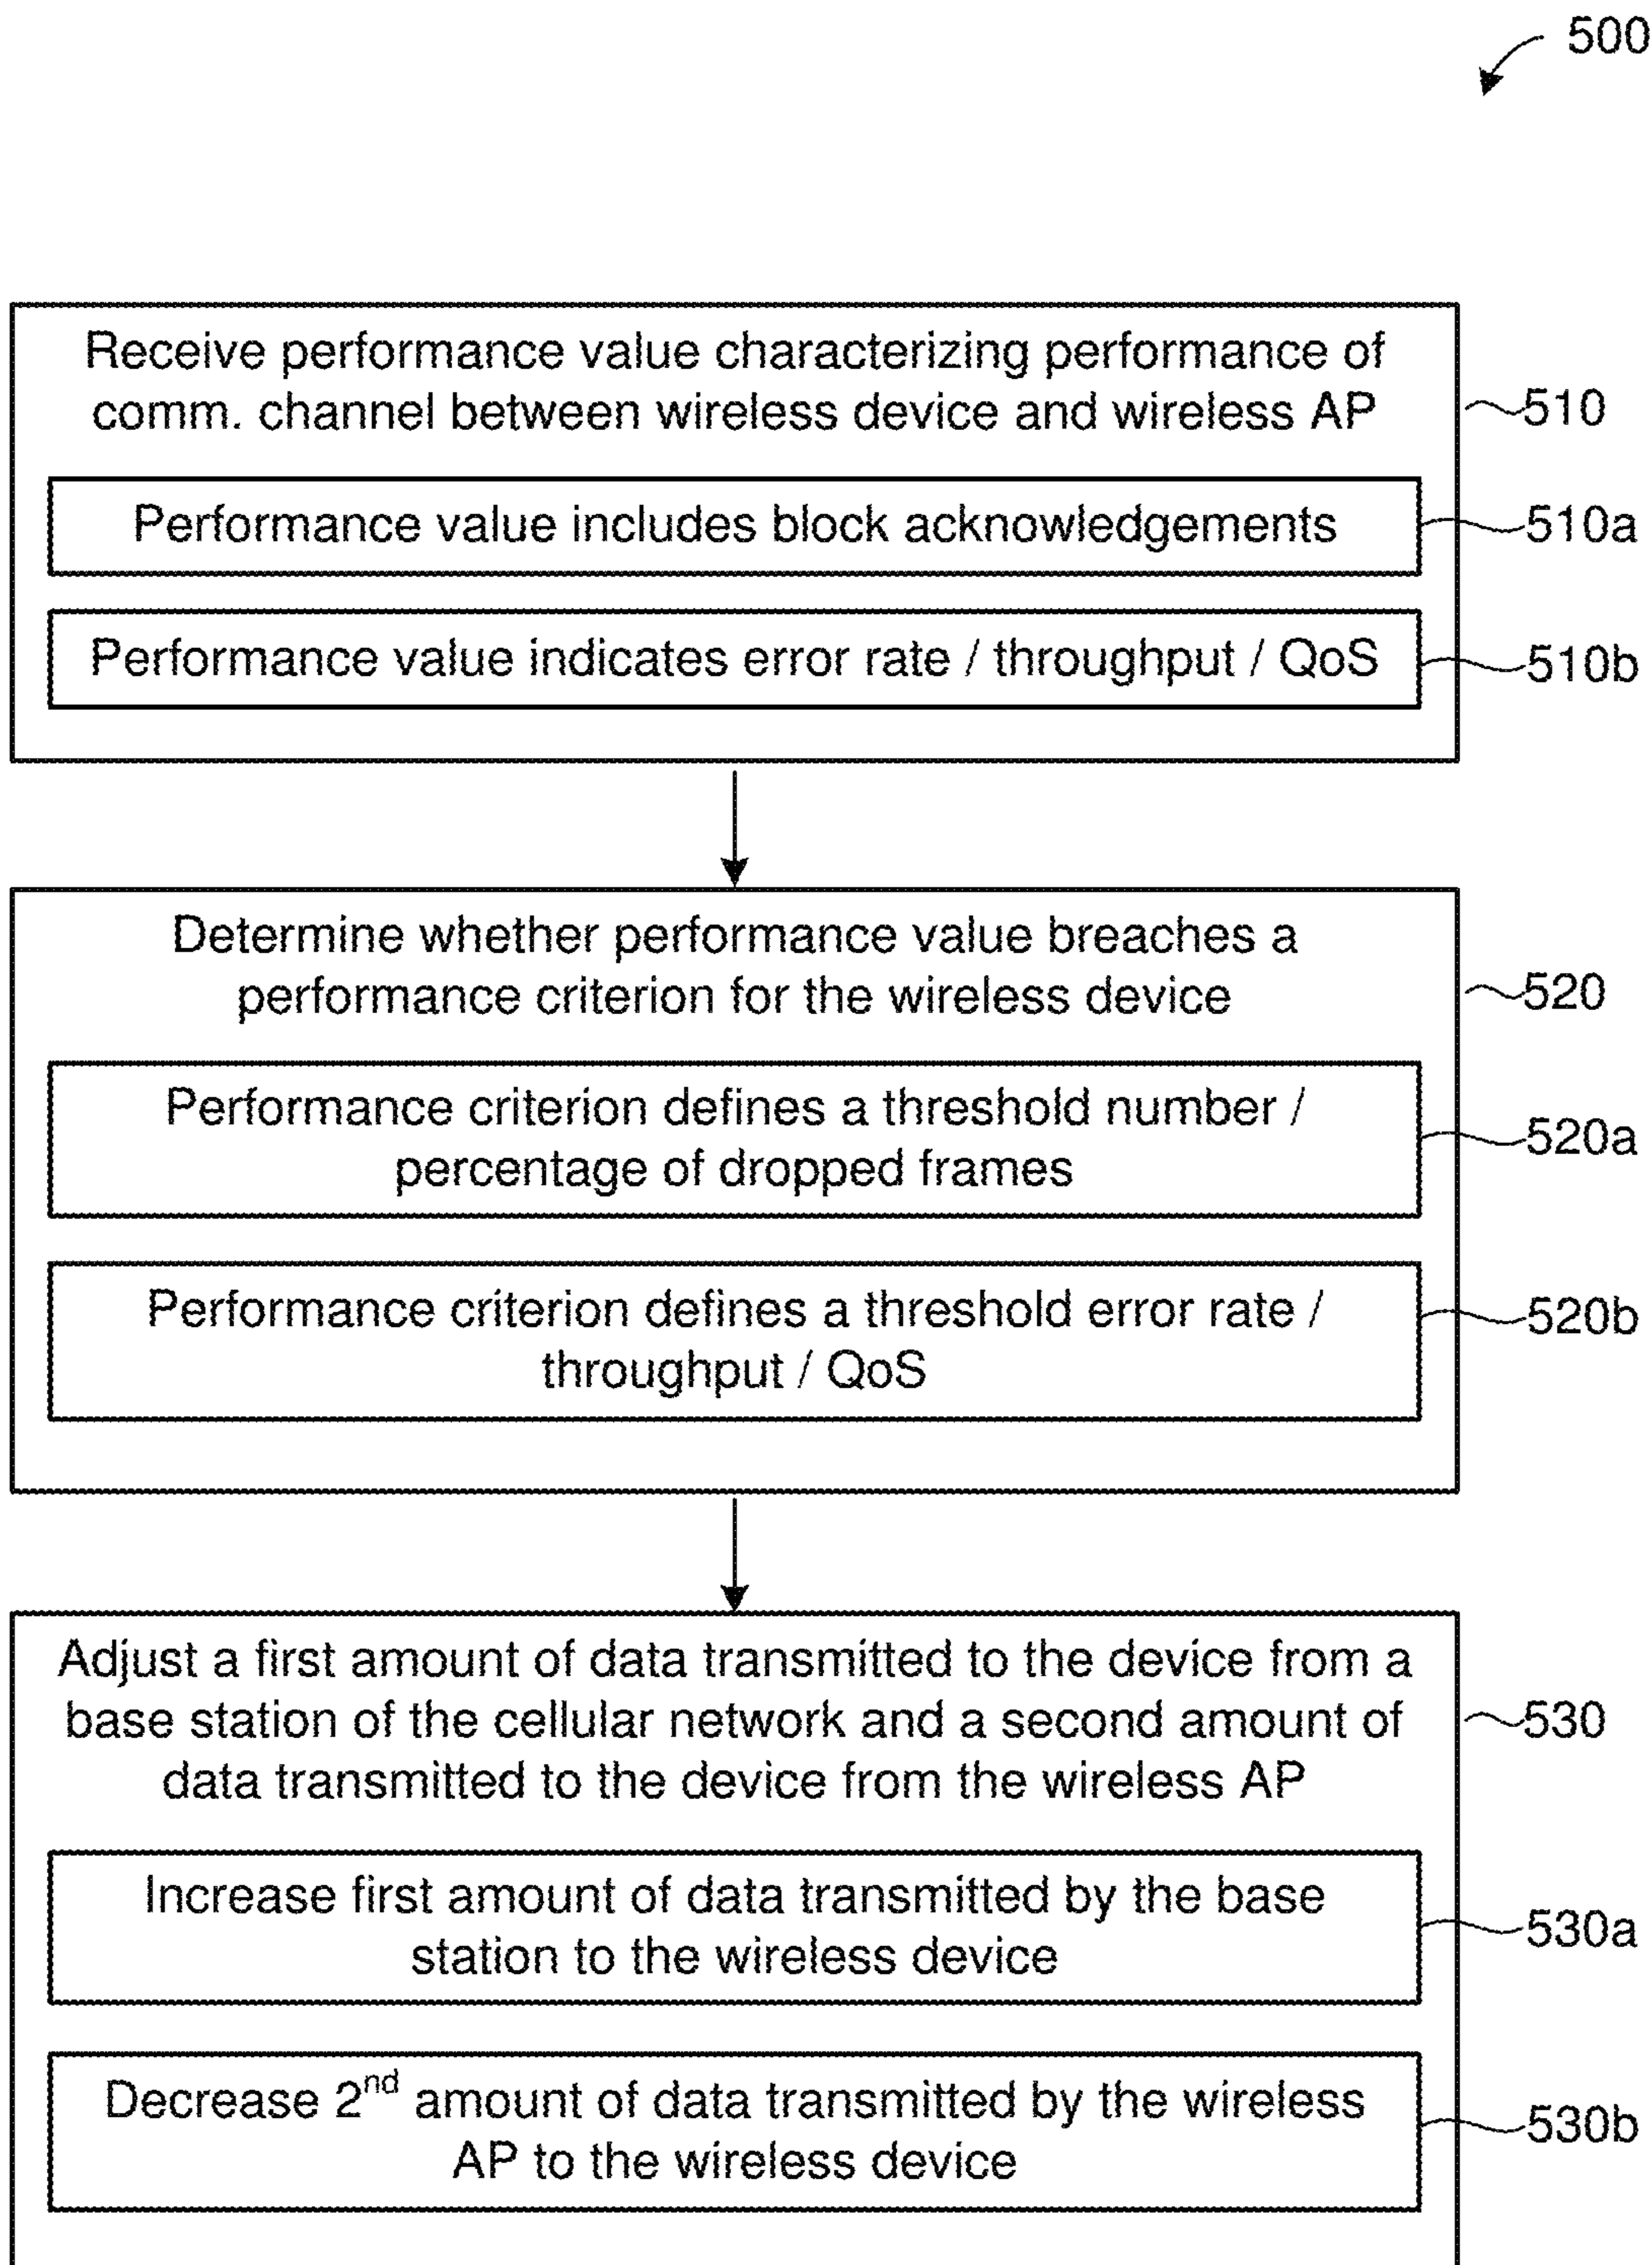 500
Receive performance value characterizing performance of
comm. channel between wireless device and wireless AP
510
Performance value includes block acknowledgements
510a
Performance value indicates error rate / throughput / QoS
510b
Determine whether performance value breaches a
performance criterion for the wireless device
520
Performance criterion defines a threshold number /
percentage of dropped frames
520a
Performance criterion defines a threshold error rate /
throughput / QoS
520b
Adjust a first amount of data transmitted to the device from a
base station of the cellular network and a second amount of
data transmitted to the device from the wireless AP
530
Increase first amount of data transmitted by the base
station to the wireless device
530a
Decrease 2nd amount of data transmitted by the wireless
AP to the wireless device
530b